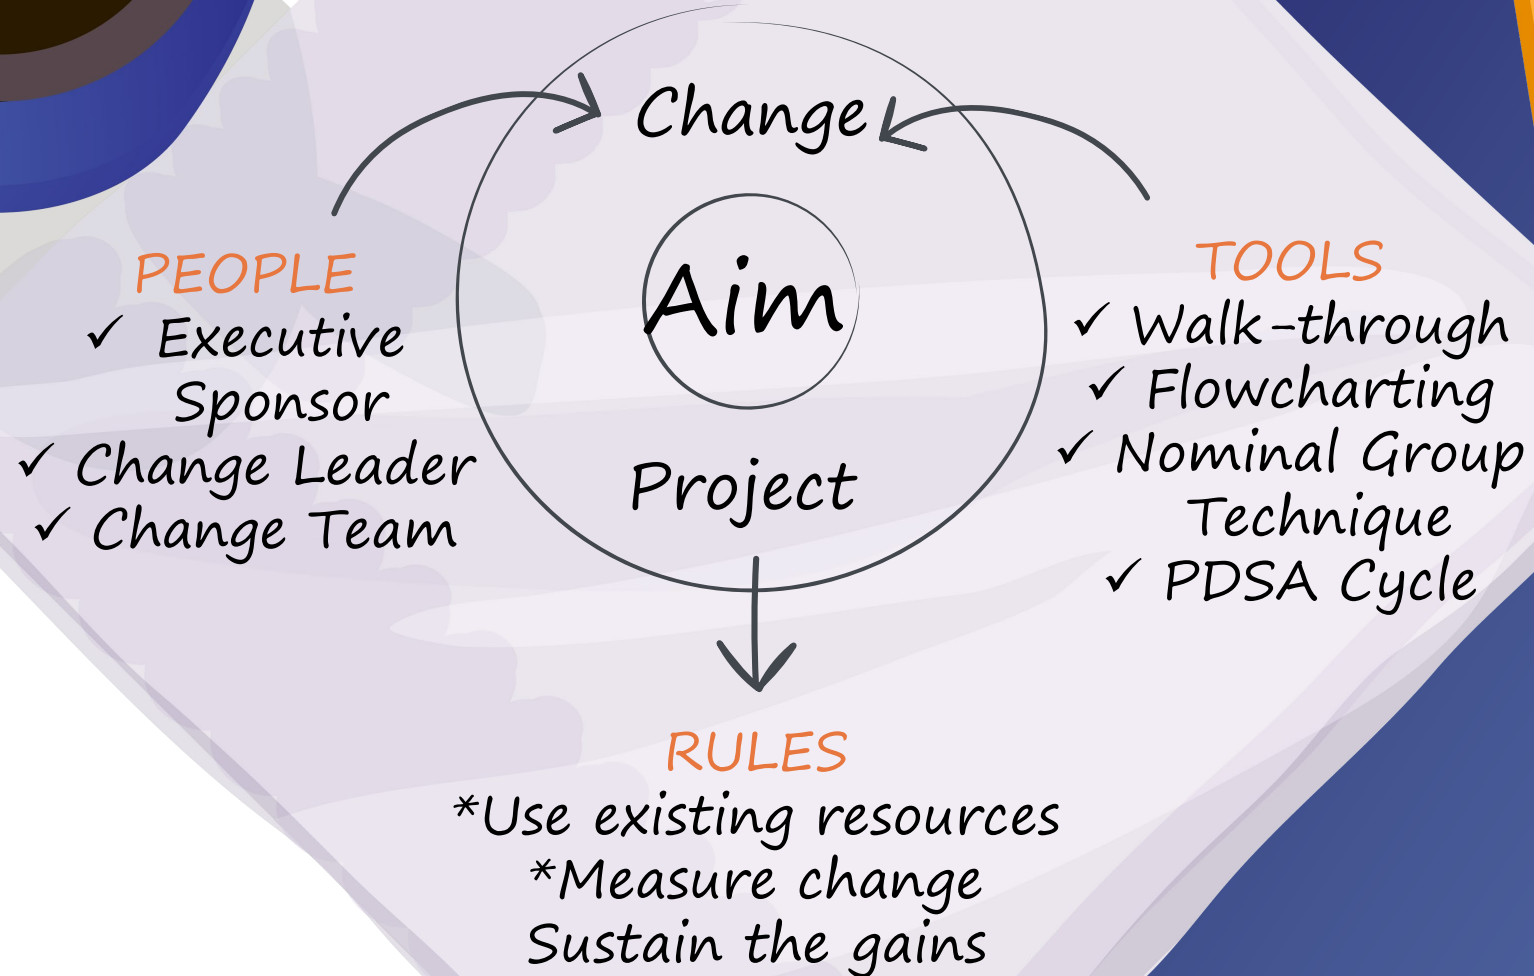 Change
Aim
Project
PEOPLE
✓ Executive
Sponsor
✓ Change Leader
✓ Change Team
TOOLS
✓ Walk-through
✓ Flowcharting
✓ Nominal Group
Technique
✓ PDSA Cycle
RULES
*Use existing resources
*Measure change
Sustain the gains